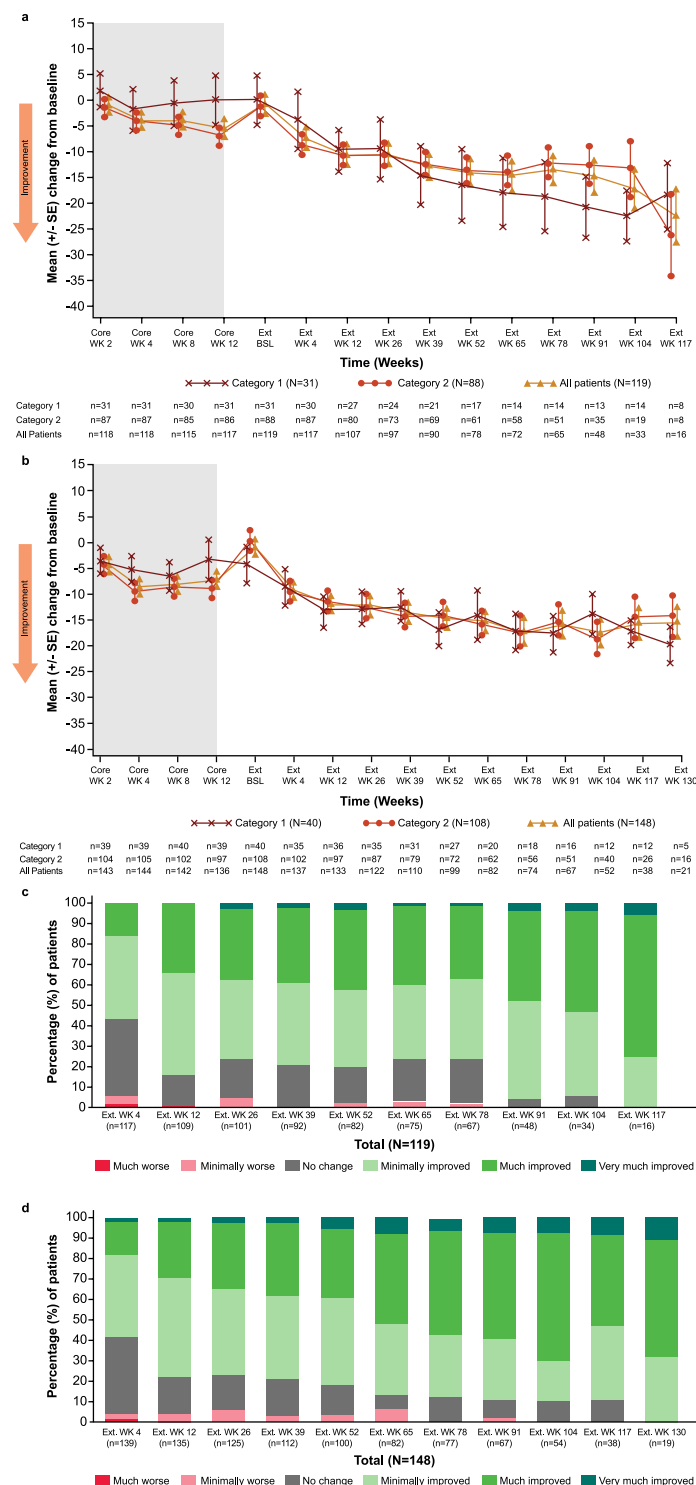 a
15
10
5
0
-5
-10
-15
-20
-25
-30
-35
-40
Improvement
Mean (+/- SE) change from baseline
Core WK 2
Core WK 4
Core WK 8
Core WK 12
Ext BSL
Ext WK 4
Ext WK 12
Ext WK 26
Ext WK 39
Ext WK 52
Ext WK 65
Ext WK 78
Ext WK 91
Ext WK 104
Ext WK 117
Time (Weeks)
Category 1 (N=31) Category 2 (N=88) All patients (N=119)
Category 1 n=31 n=31 n=30 n=31 n=31 n=30 n=27 n=24 n=21 n=17 n=14 n=14 n=13 n=14 n=8
Category 2 n=87 n=87 n=85 n=86 n=88 n=87 n=80 n=73 n=69 n=61 n=58 n=51 n=35 n=19 n=8
All Patients n=118 n=118 n=115 n=117 n=119 n=117 n=107 n=97 n=90 n=78 n=72 n=65 n=48 n=33 n=16
b
15
10
5
0
-5
-10
-15
-20
-25
-30
-35
-40
Improvement
Mean (+/- SE) change from baseline
Core WK 2
Core WK 4
Core WK 8
Core WK 12
Ext BSL
Ext WK 4
Ext WK 12
Ext WK 26
Ext WK 39
Ext WK 52
Ext WK 65
Ext WK 78
Ext WK 91
Ext WK 104
Ext WK 117
Ext WK 130
Time (Weeks)
Category 1 (N=40) Category 2 (N=108) All patients (N=148)
Category 1 n=39 n=39 n=40 n=39 n=40 n=35 n=36 n=35 n=31 n=27 n=20 n=18 n=16 n=12 n=12 n=5
Category 2 n=104 n=105 n=102 n=97 n=108 n=102 n=97 n=87 n=79 n=72 n=62 n=56 n=51 n=40 n=26 n=16
All Patients n=143 n=144 n=142 n=136 n=148 n=137 n=133 n=122 n=110 n=99 n=82 n=74 n=67 n=52 n=38 n=21
c
100
90
80
70
60
50
40
30
20
10
0
Percentage (%) of patients
Ext. WK 4 Ext. WK 12 Ext. WK 26 Ext. WK 39 Ext. WK 52 Ext. WK 65 Ext. WK 78 Ext. WK 91 Ext. WK 104 Ext. WK 117
(n=117) (n=109) (n=101) (n=92) (n=82) (n=75) (n=67) (n=48) (n=34) (n=16)
Total (N=119)
Much worse Minimally worse No change Minimally improved Much improved Very much improved
d
100
90
80
70
60
50
40
30
20
10
0
Percentage (%) of patients
Ext. WK 4 Ext. WK 12 Ext. WK 26 Ext. WK 39 Ext. WK 52 Ext. WK 65 Ext. WK 78 Ext. WK 91 Ext. WK 104 Ext. WK 117 Ext. WK 130
(n=139) (n=135) (n=125) (n=112) (n=100) (n=82) (n=77) (n=67) (n=54) (n=38) (n=19)
Total (N=148)
Much worse Minimally worse No change Minimally improved Much improved Very much improved